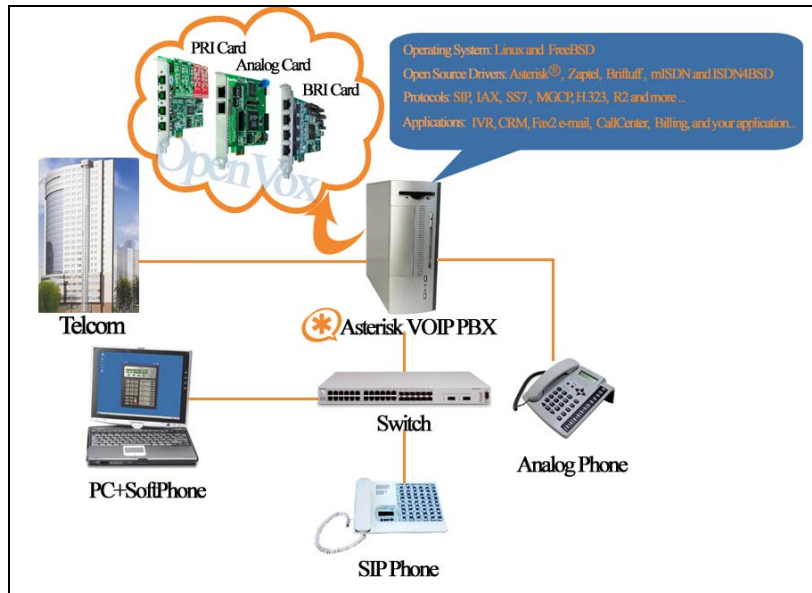 PRI Card
Analog Card
BRI Card
OpenVox
Operating System: Linux and FreeBSD
Open Source Drivers: Asterisk®, Zaptel, Brifluff, mISDN and ISDN4BSD
Protocols: SIP, IAX, SS7, MGCP, H.323, R2 and more ...
Applications: IVR, CRM, Fax2 e-mail, CallCenter, Billing, and your application...
Telcom
Asterisk VOIP PBX
PC+SoftPhone
Switch
Analog Phone
SIP Phone